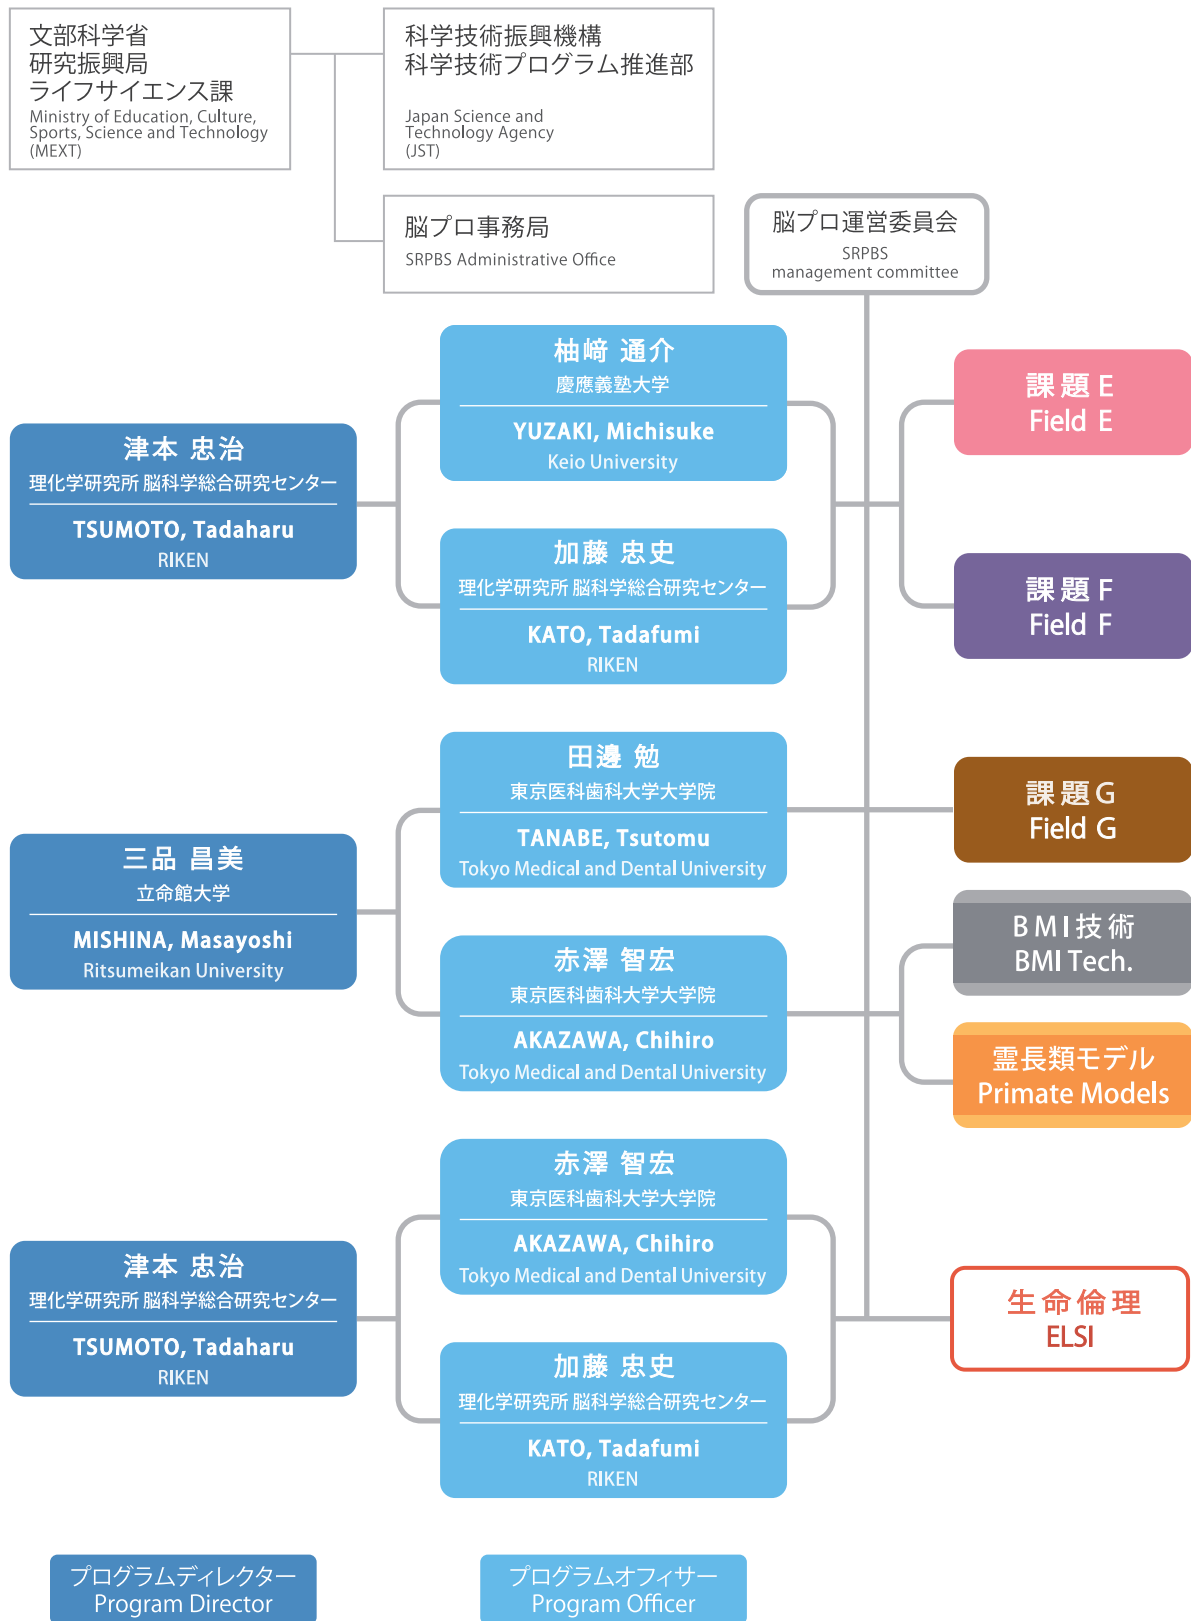 文部科学省
研究振興局
ライフサイエンス課
Ministry of Education, Culture,
Sports, Science and Technology
(MEXT)
科学技術振興機構
科学技術プログラム推進部
Japan Science and
Technology Agency
(JST)
脳プロ事務局
SRPBS Administrative Office
脳プロ運営委員会
SRPBS
management committee
津本 忠治
理化学研究所 脳科学総合研究センター
TSUMOTO, Tadaharu
RIKEN
柚﨑 通介
慶應義塾大学
YUZAKI, Michisuke
Keio University
加藤 忠史
理化学研究所 脳科学総合研究センター
KATO, Tadafumi
RIKEN
課題 E
Field E
課題 F
Field F
三品 昌美
立命館大学
MISHINA, Masayoshi
Ritsumeikan University
田邊 勉
東京医科歯科大学大学院
TANABE, Tsutomu
Tokyo Medical and Dental University
赤澤 智宏
東京医科歯科大学大学院
AKAZAWA, Chihiro
Tokyo Medical and Dental University
課題 G
Field G
BMI技術
BMI Tech.
霊長類モデル
Primate Models
津本 忠治
理化学研究所 脳科学総合研究センター
TSUMOTO, Tadaharu
RIKEN
赤澤 智宏
東京医科歯科大学大学院
AKAZAWA, Chihiro
Tokyo Medical and Dental University
加藤 忠史
理化学研究所 脳科学総合研究センター
KATO, Tadafumi
RIKEN
生命倫理
ELSI
プログラムディレクター
Program Director
プログラムオフィサー
Program Officer